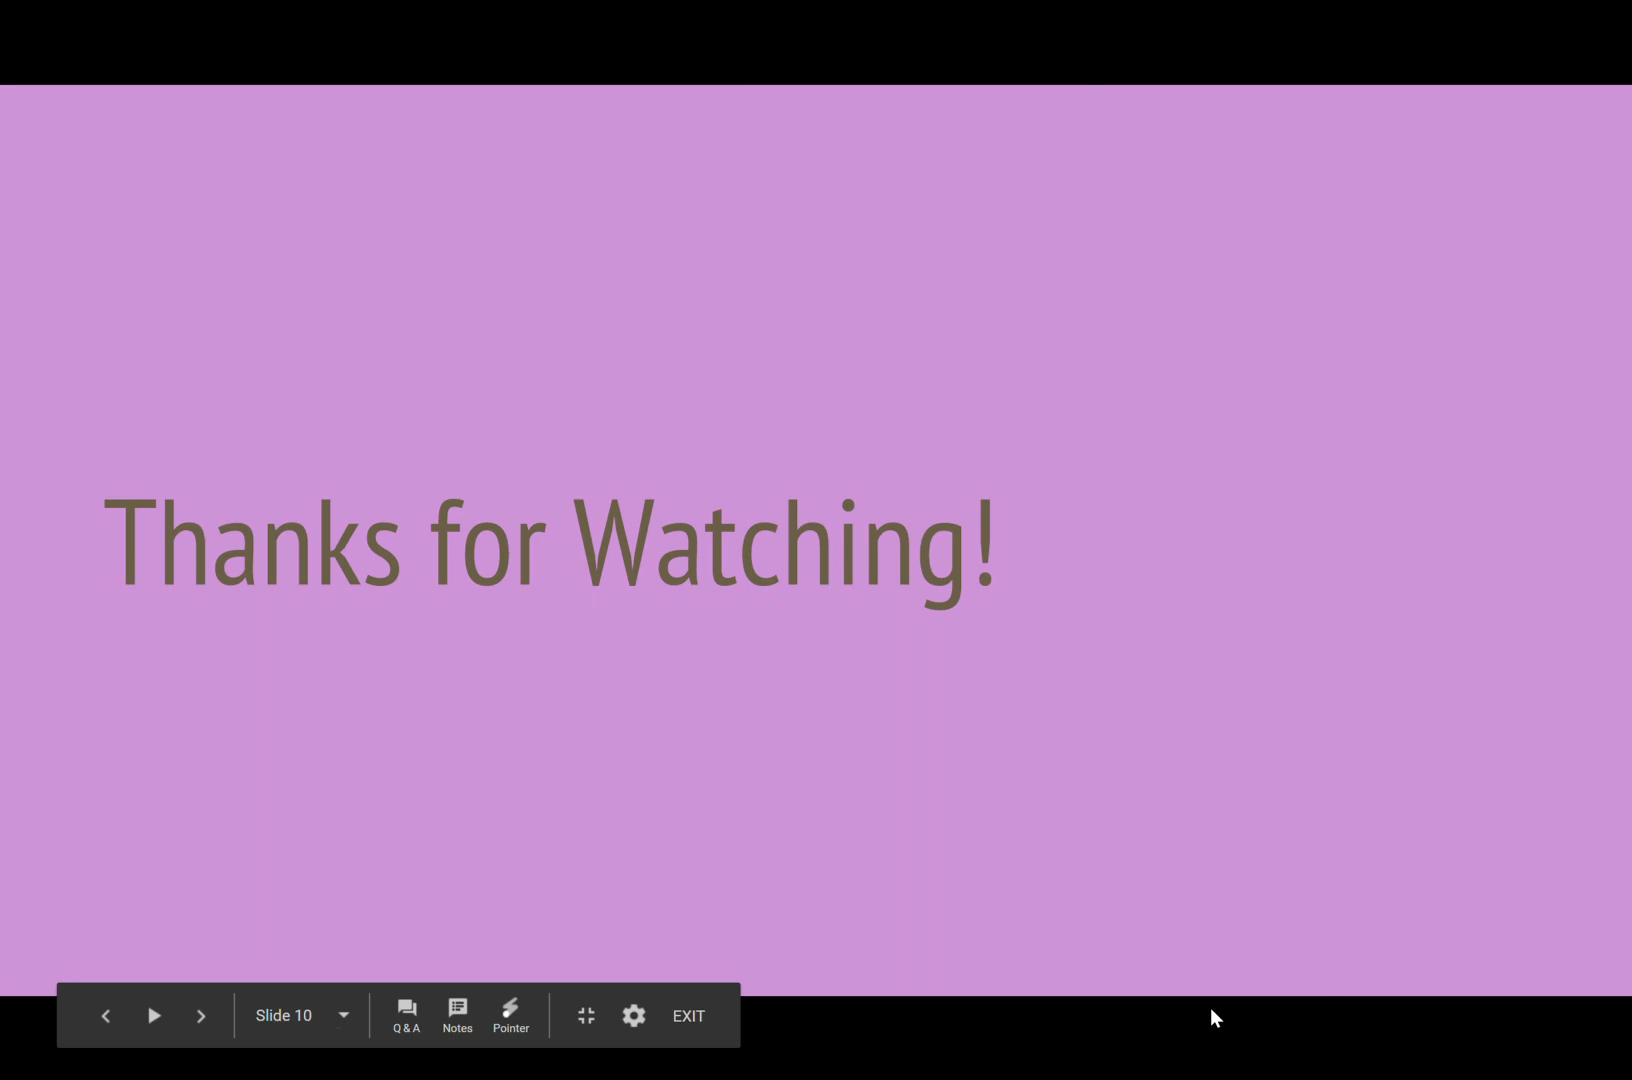 Thanks for Watching!
Slide 10
Q & A
Notes
Pointer
EXIT